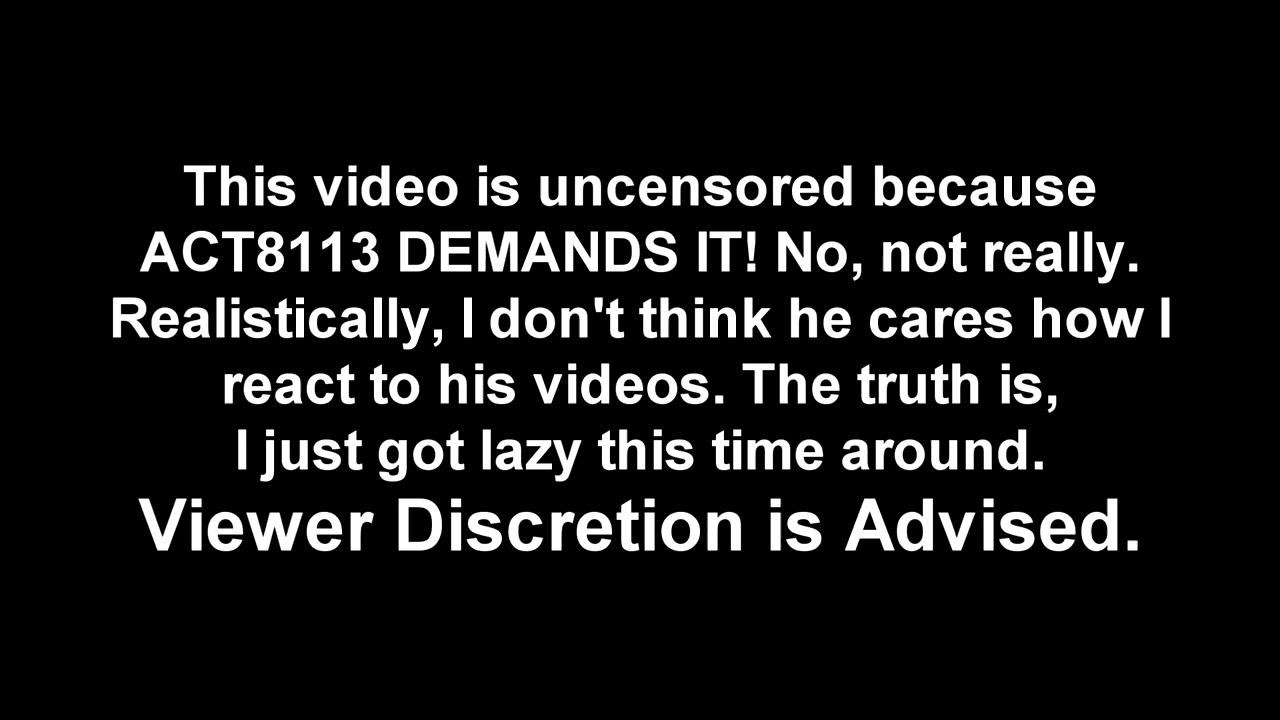 This video is uncensored because
ACT8113 DEMANDS IT! No, not really.
Realistically, I don't think he cares how I
react to his videos. The truth is,
I just got lazy this time around.
Viewer Discretion is Advised.